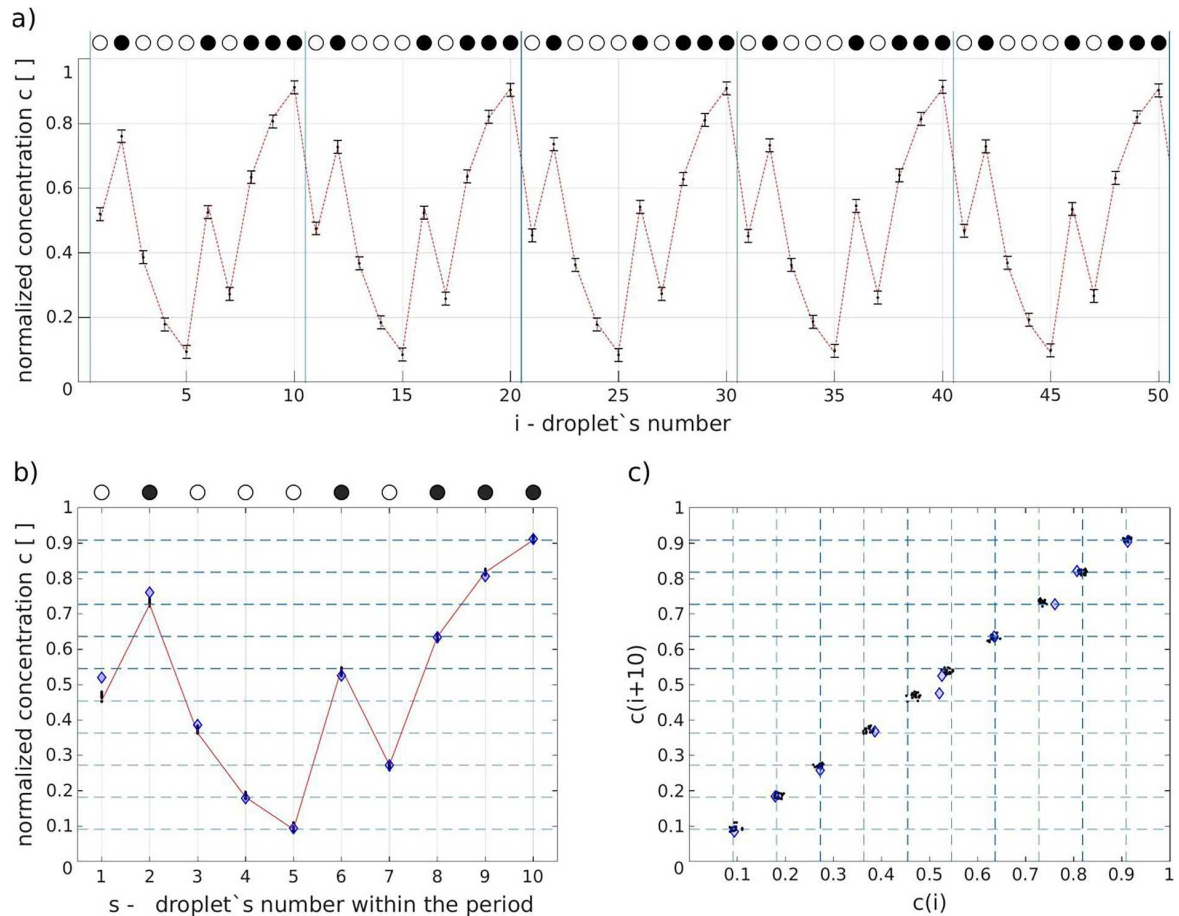 a)
normalized concentration c [ ]
1
0.8
0.6
0.4
0.2
0
5 10 15 20 25 30 35 40 45 50
i - droplet`s number
b)
normalized concentration c [ ]
1
0.9
0.8
0.7
0.6
0.5
0.4
0.3
0.2
0.1
0
1 2 3 4 5 6 7 8 9 10
s - droplet`s number within the period
c)
c(i+10)
1
0.9
0.8
0.7
0.6
0.5
0.4
0.3
0.2
0.1
0
0.1 0.2 0.3 0.4 0.5 0.6 0.7 0.8 0.9 1
c(i)